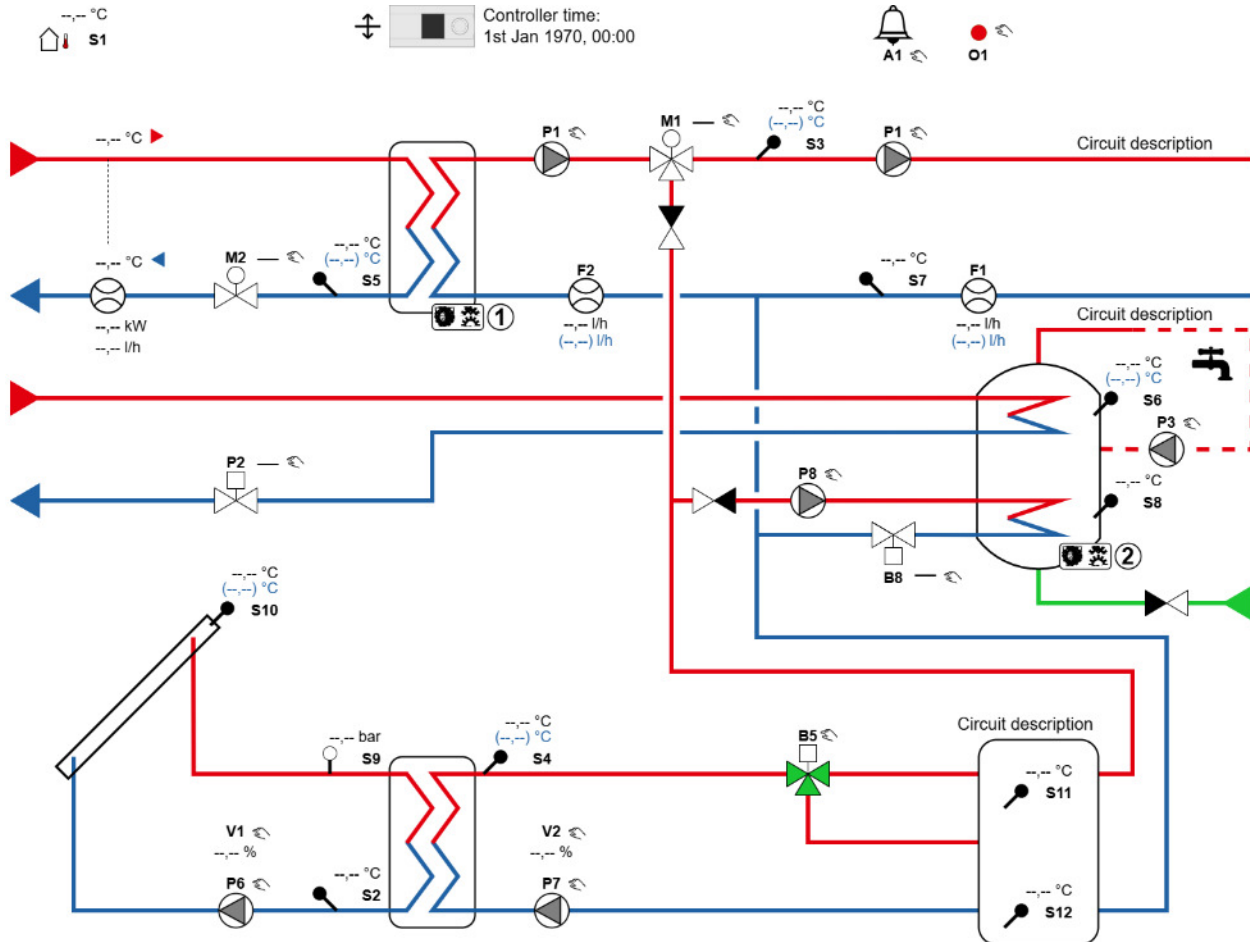 --,-- °C
S1
Controller time:
1st Jan 1970, 00:00
A1
O1
--,-- °C
P1
M1
--,-- °C
(--,--) °C
S3
P1
Circuit description
--,-- °C
M2
--,-- °C
(--,--) °C
S5
F2
--,-- °C
S7
F1
--,-- kW
--,-- l/h
1
--,-- l/h
(--,--) l/h
--,-- l/h
(--,--) l/h
Circuit description
--,-- °C
(--,--) °C
S6
P3
P2
P8
--,-- °C
S8
B8
2
--,-- °C
(--,--) °C
S10
--,-- bar
S9
--,-- °C
(--,--) °C
S4
B5
Circuit description
--,-- °C
S11
V1
--,-- %
V2
--,-- %
P6
--,-- °C
S2
P7
--,-- °C
S12